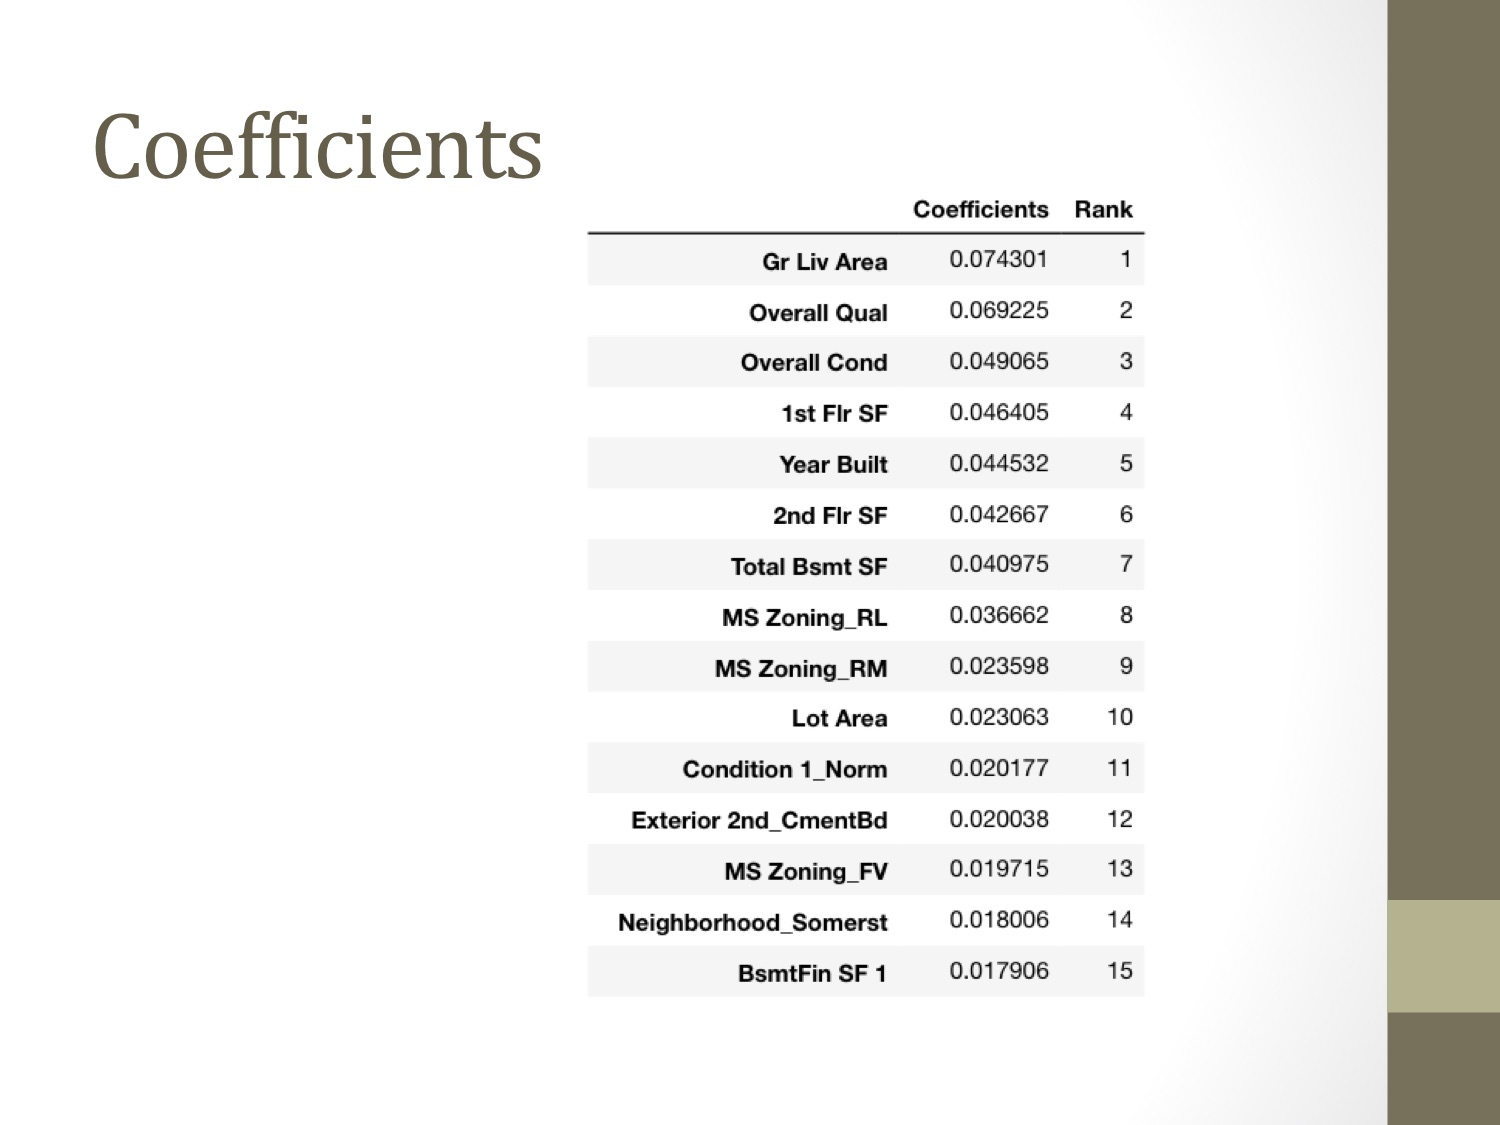 Coefficients
Coefficients Rank
Gr Liv Area 0.074301 1
Overall Qual 0.069225 2
Overall Cond 0.049065 3
1st Flr SF 0.046405 4
Year Built 0.044532 5
2nd Flr SF 0.042667 6
Total Bsmt SF 0.040975 7
MS Zoning_RL 0.036662 8
MS Zoning_RM 0.023598 9
Lot Area 0.023063 10
Condition 1_Norm 0.020177 11
Exterior 2nd_CmentBd 0.020038 12
MS Zoning_FV 0.019715 13
Neighborhood_Somerst 0.018006 14
BsmtFin SF 1 0.017906 15